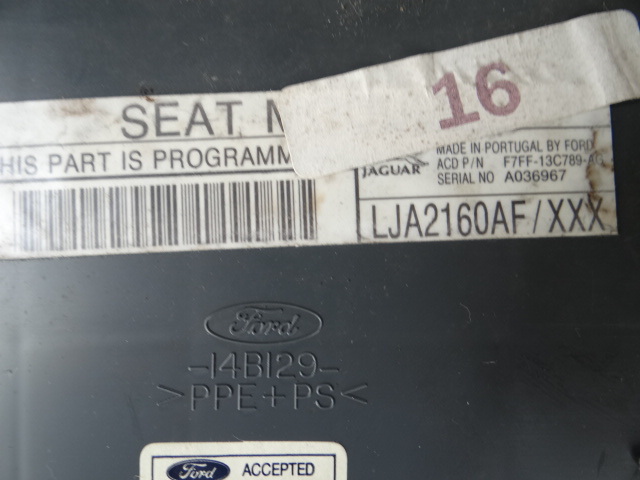 16
SEAT
HIS PART IS PROGRAMM
JAGUAR
MADE IN PORTUGAL BY FORD
ACD P/N F7FF-13C789-AG
SERIAL NO A036967
LJA2160AF/XXX
Ford
-14B129-
>PPE+PS<
Ford ACCEPTED